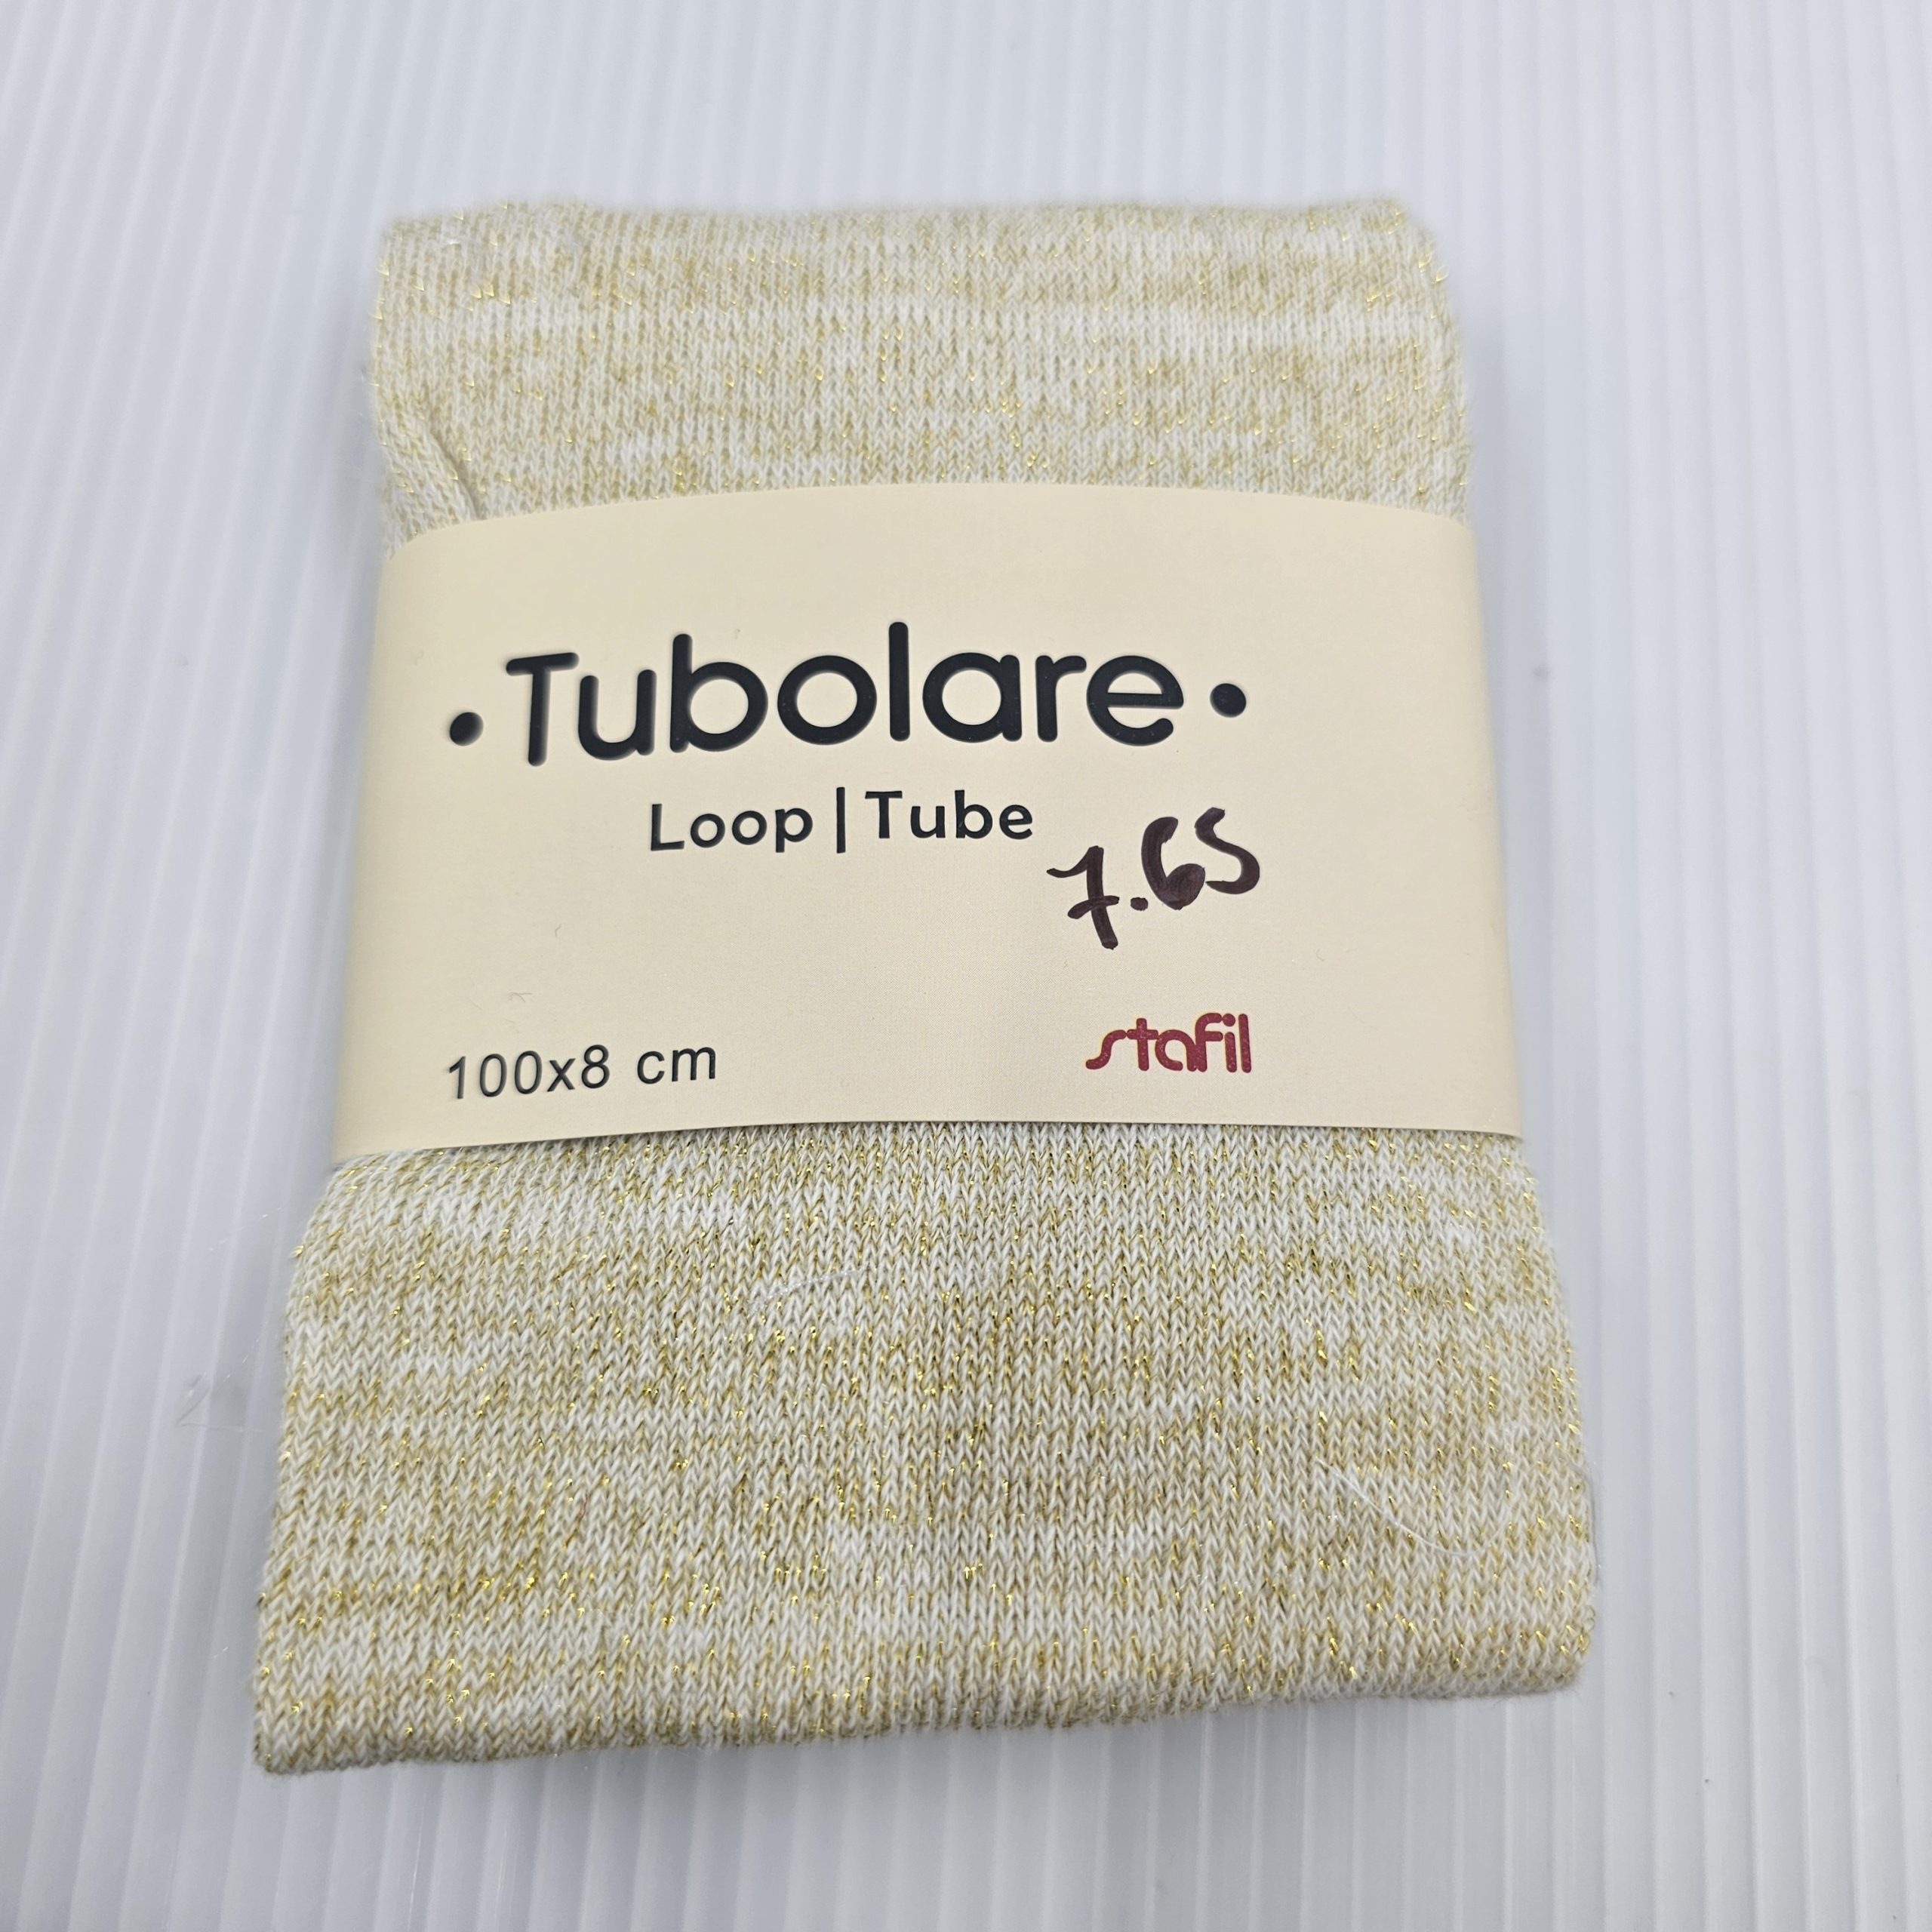 • Tubolare •
Loop | Tube
7.65
100x8 cm
stafil